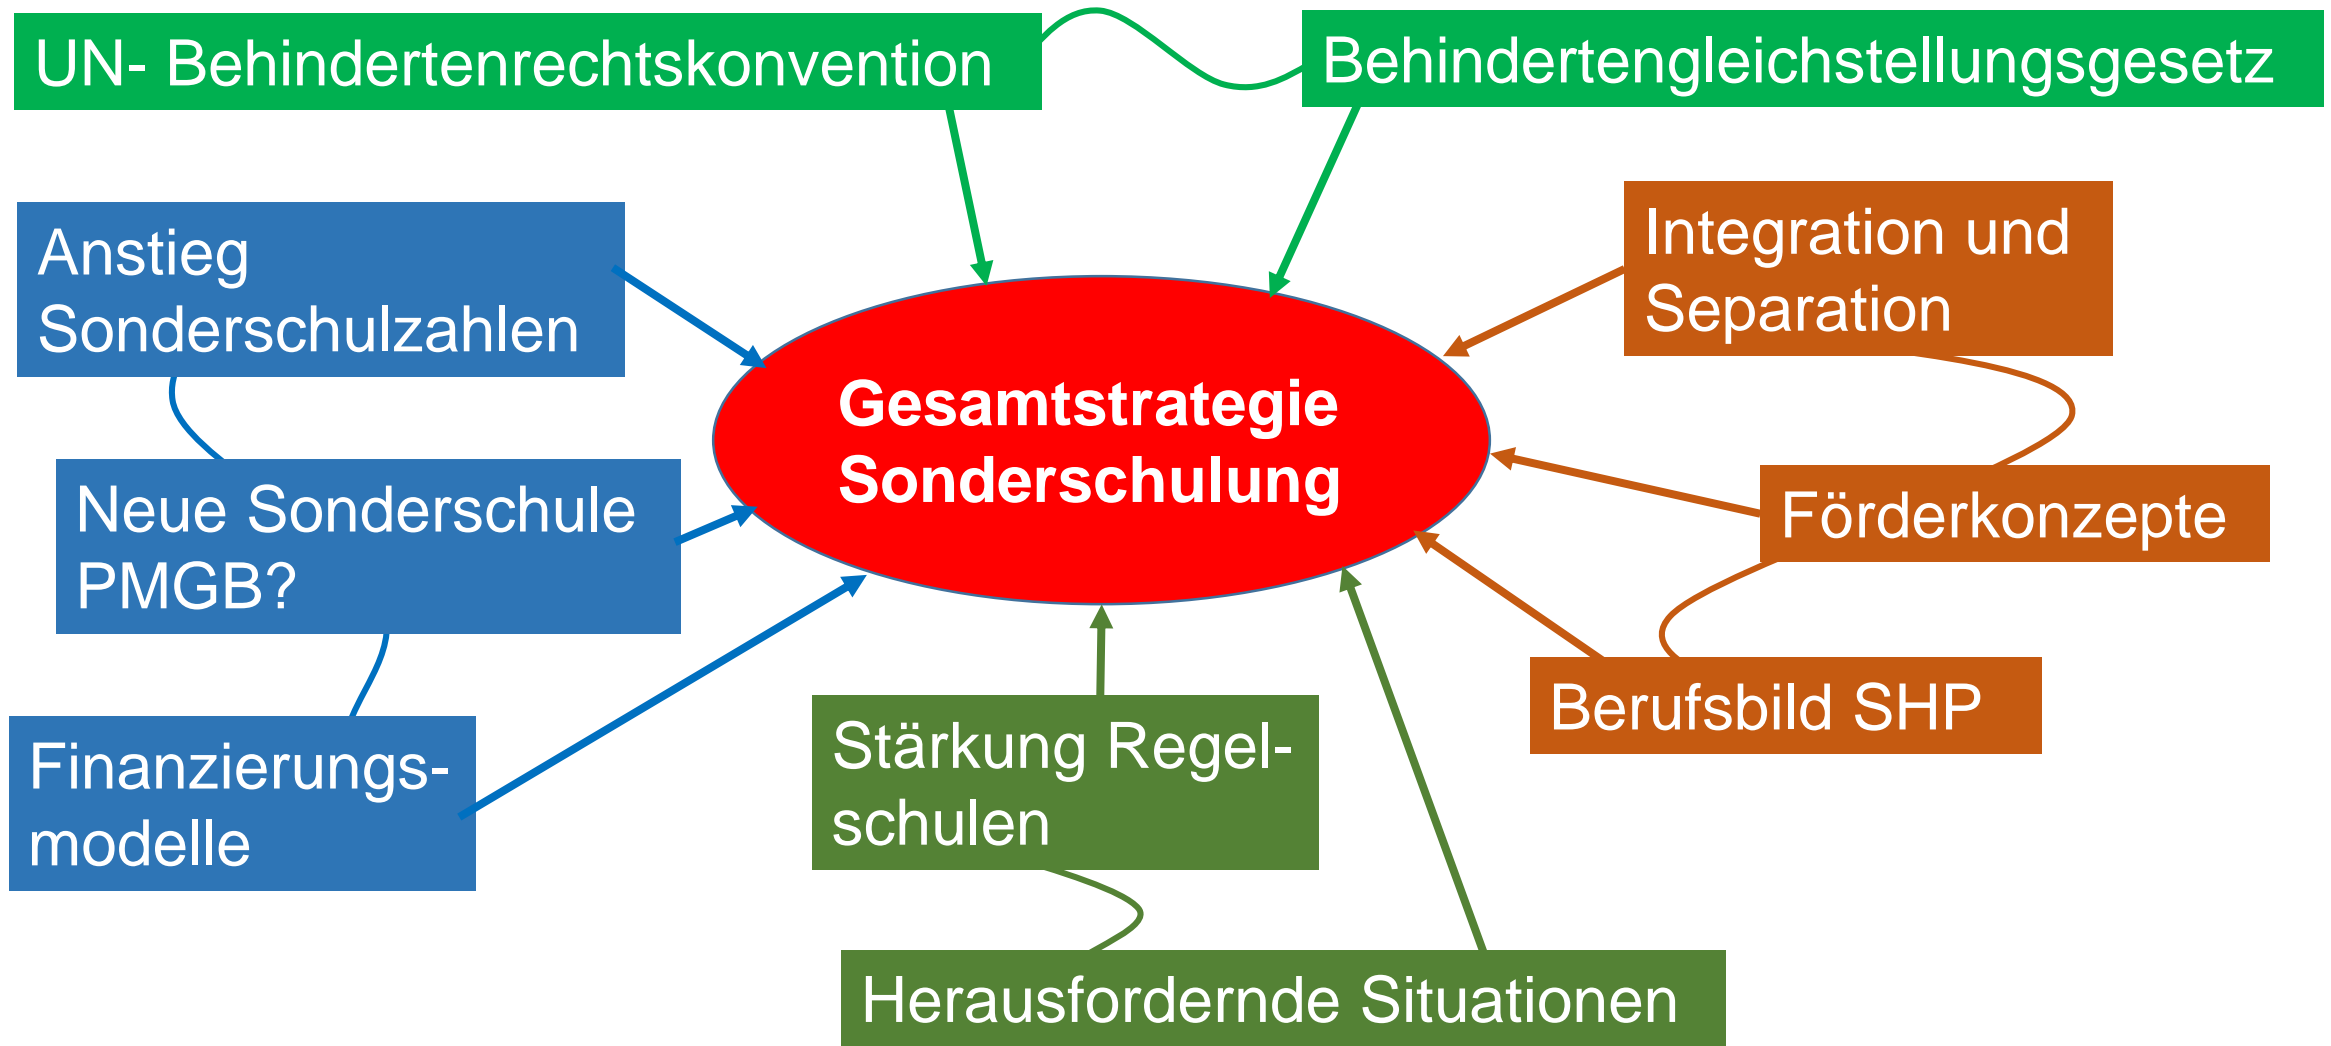 UN- Behindertenrechtskonvention
Behindertengleichstellungsgesetz
Anstieg
Sonderschulzahlen
Integration und
Separation
Gesamtstrategie
Sonderschulung
Neue Sonderschule
PMGB?
Förderkonzepte
Finanzierungs-
modelle
Stärkung Regel-
schulen
Berufsbild SHP
Herausfordernde Situationen